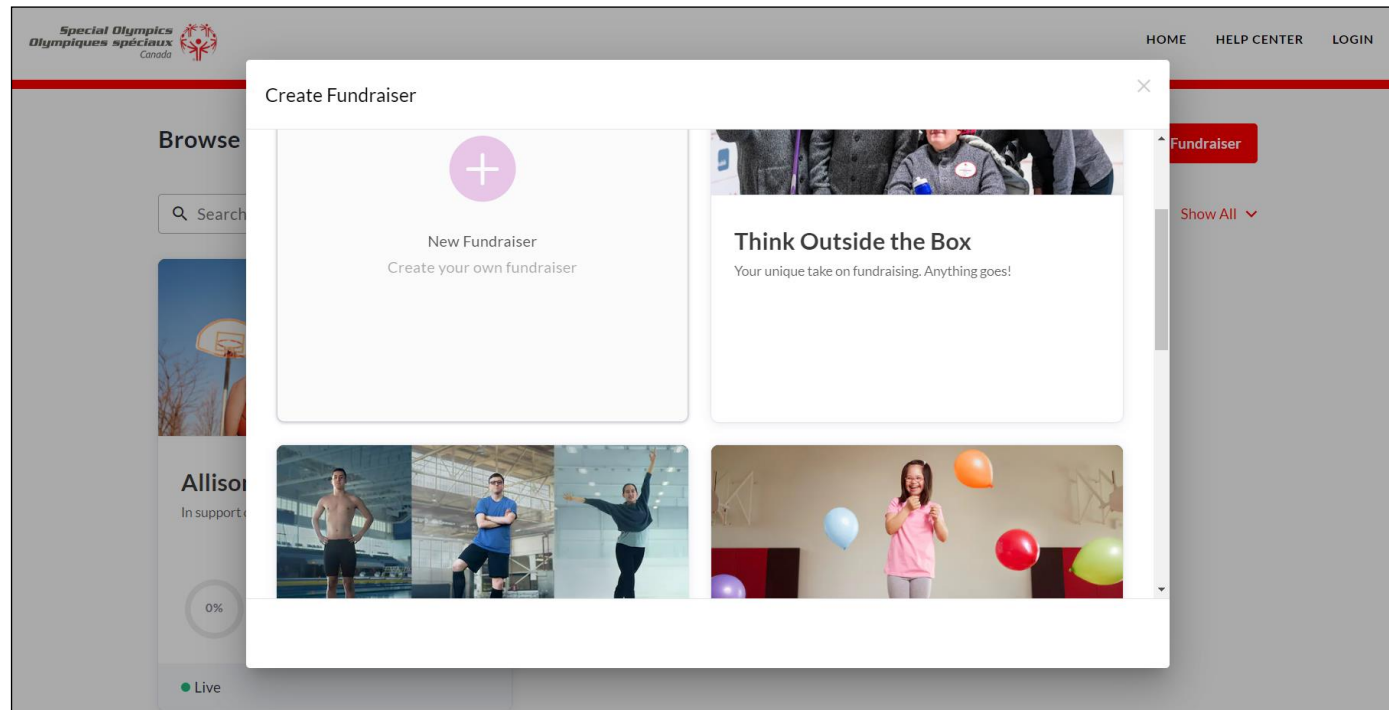 Special Olympics
Olympiques spéciaux
Canada
HOME HELP CENTER LOGIN
Create Fundraiser
Browse
Fundraiser
Search
Show All
New Fundraiser
Create your own fundraiser
Think Outside the Box
Your unique take on fundraising. Anything goes!
Allison
In support
0%
Live